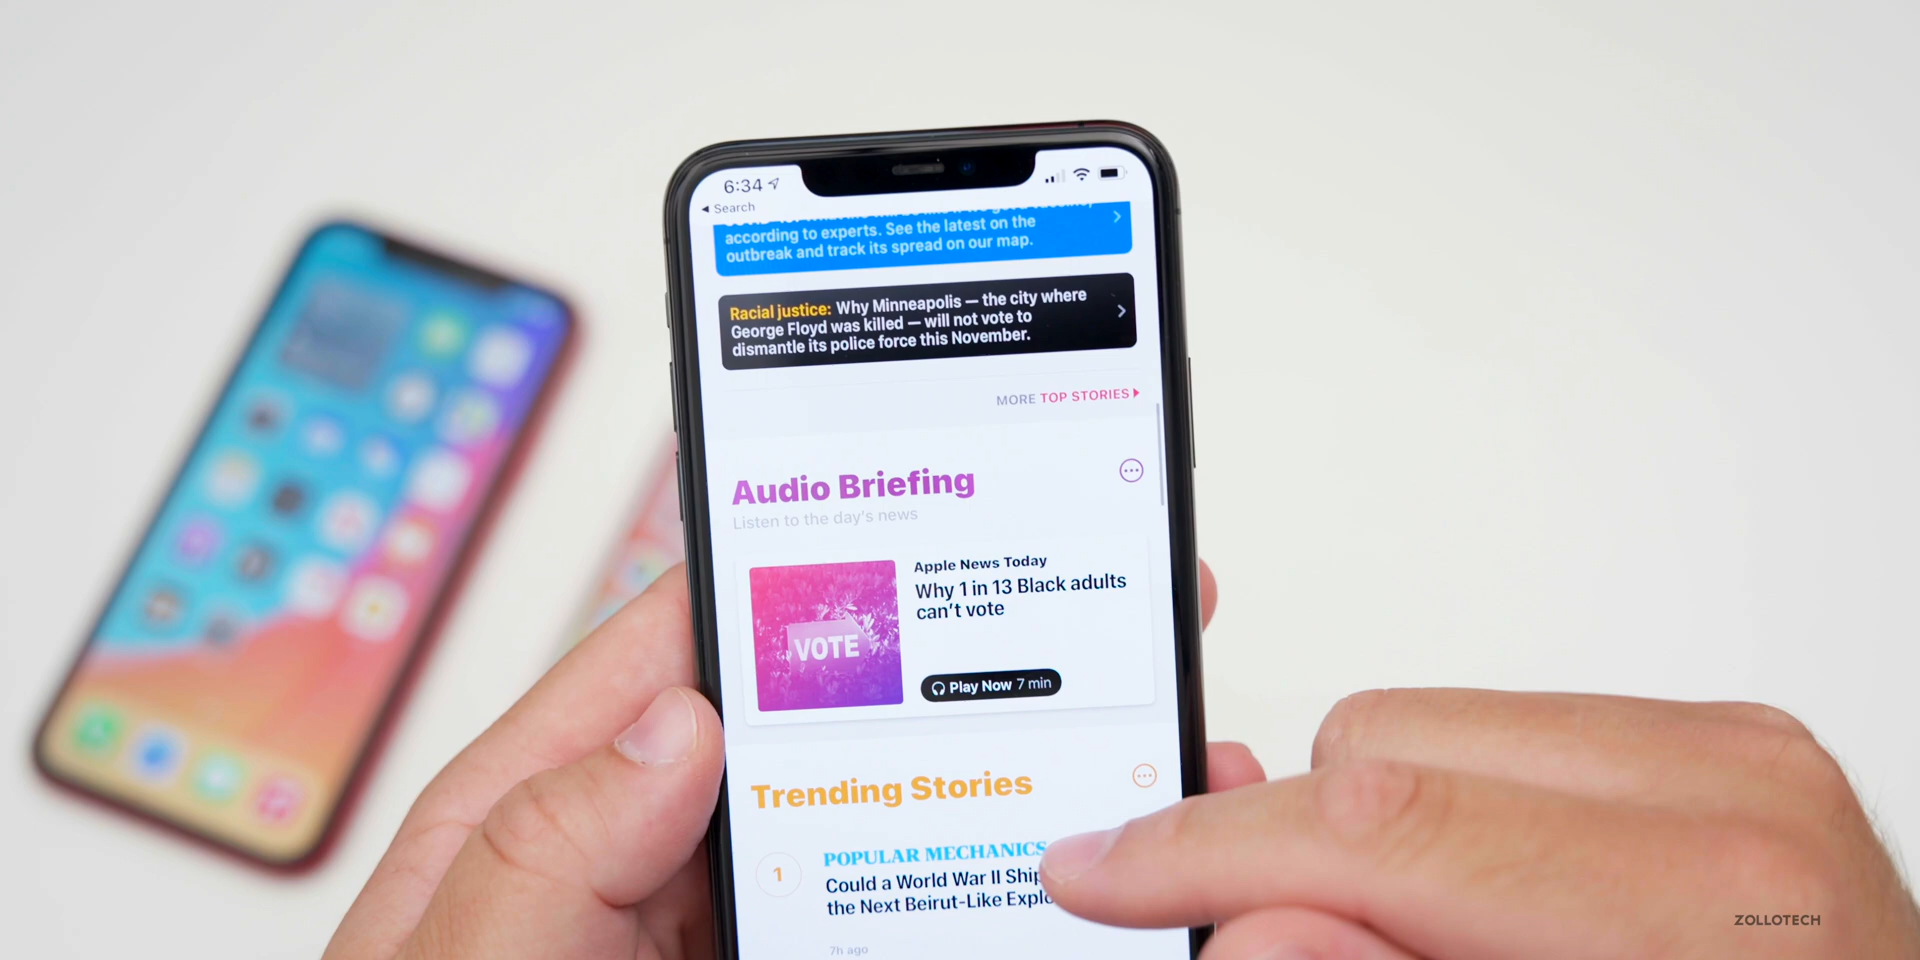 6:34
Search
according to experts. See the latest on the
outbreak and track its spread on our map.
Racial justice: Why Minneapolis — the city where
George Floyd was killed — will not vote to
dismantle its police force this November.
MORE TOP STORIES
Audio Briefing
Listen to the day's news
Apple News Today
Why 1 in 13 Black adults
can't vote
VOTE
Play Now 7 min
Trending Stories
POPULAR MECHANICS
1
Could a World War II Ship
the Next Beirut-Like
7h ago
ZOLLOTECH